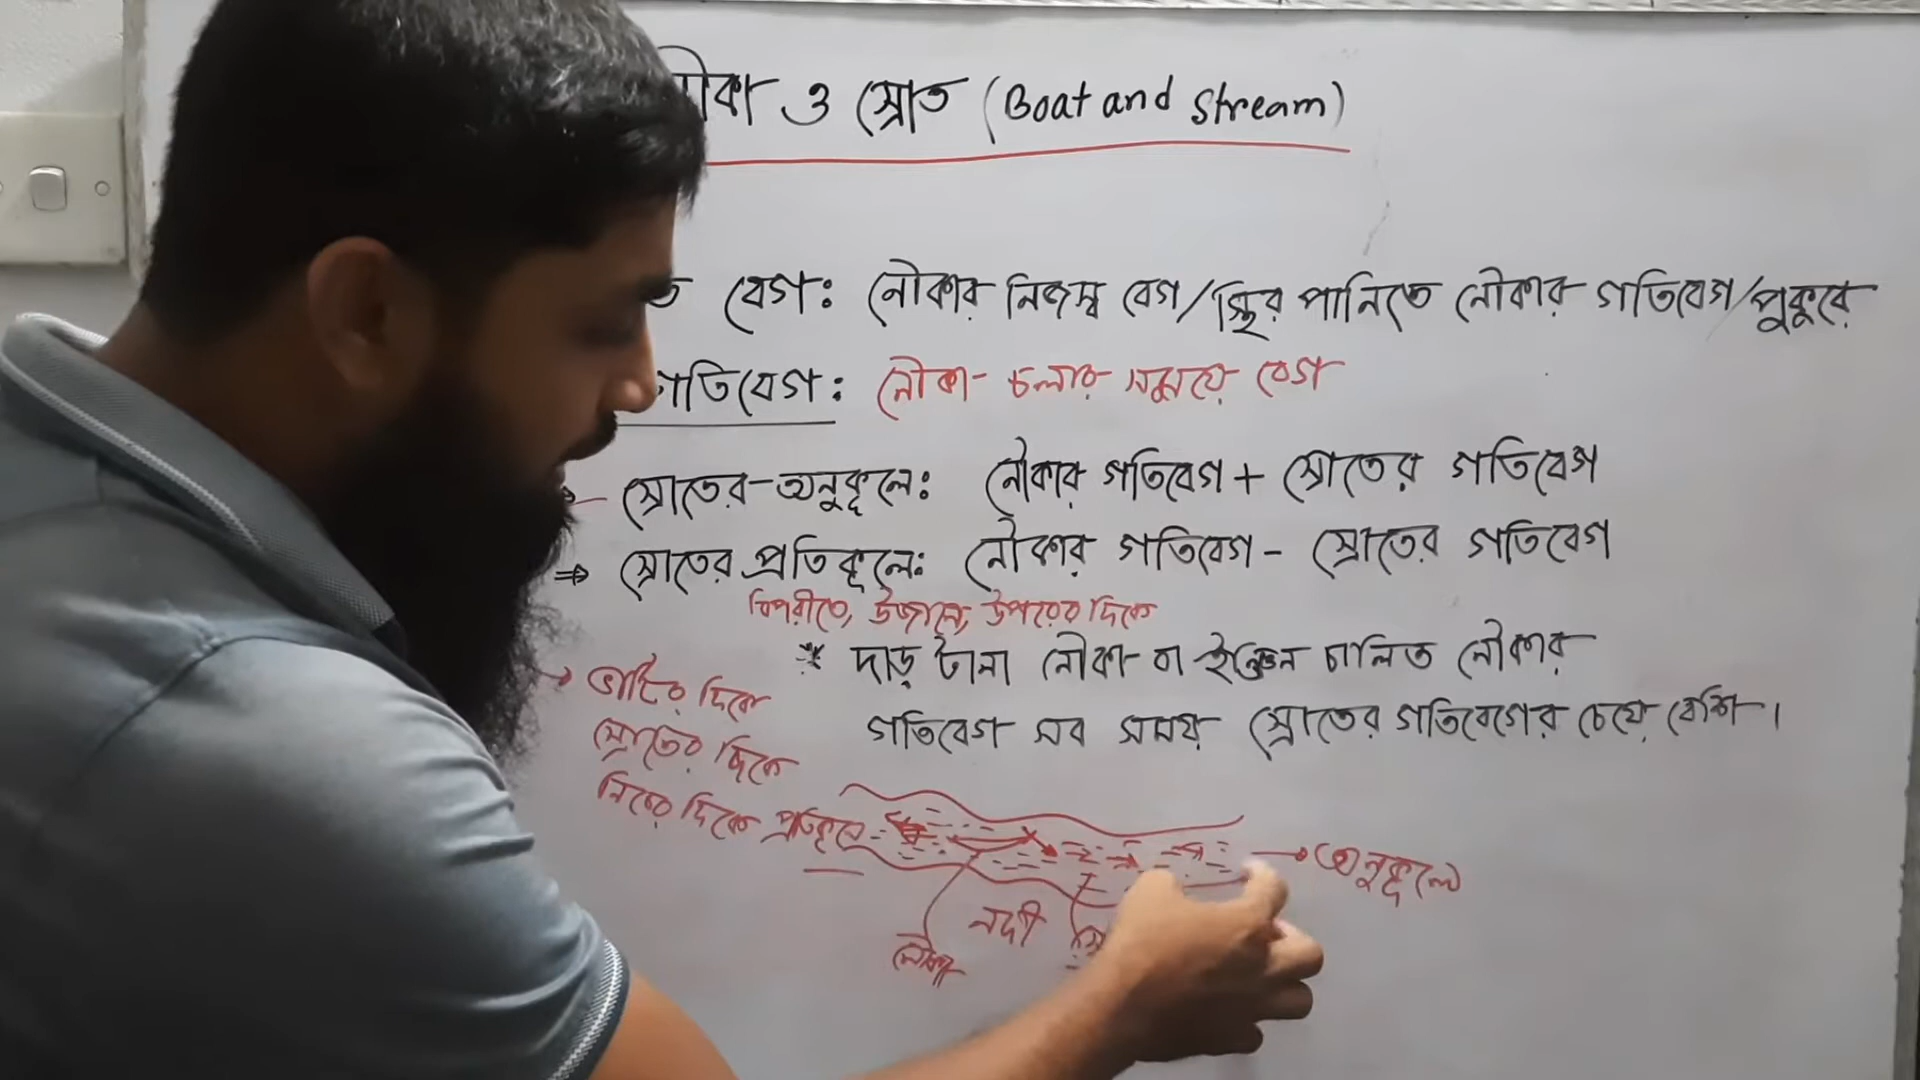 নৌকা ও স্রোত (Boat and Stream)
বেগঃ নৌকার নিজস্ব বেগ/স্থির পানিতে নৌকার গতিবেগ/পুকুরে
গতিবেগঃ নৌকা চলার সময়ে বেগ
স্রোতের অনুকূলেঃ নৌকার গতিবেগ + স্রোতের গতিবেগ
⇒ স্রোতের প্রতিকূলেঃ নৌকার গতিবেগ - স্রোতের গতিবেগ
বিপরীতে, উজানে, উপরের দিকে
* দাড় টানা নৌকা বা ইঞ্জেন চালিত নৌকার
গতিবেগ সব সময় স্রোতের গতিবেগের চেয়ে বেশি।
→ ভাটির দিকে
স্রোতের দিকে
নিচের দিকে
প্রতিকূলে
→ অনুকূলে
নদী
নৌকা